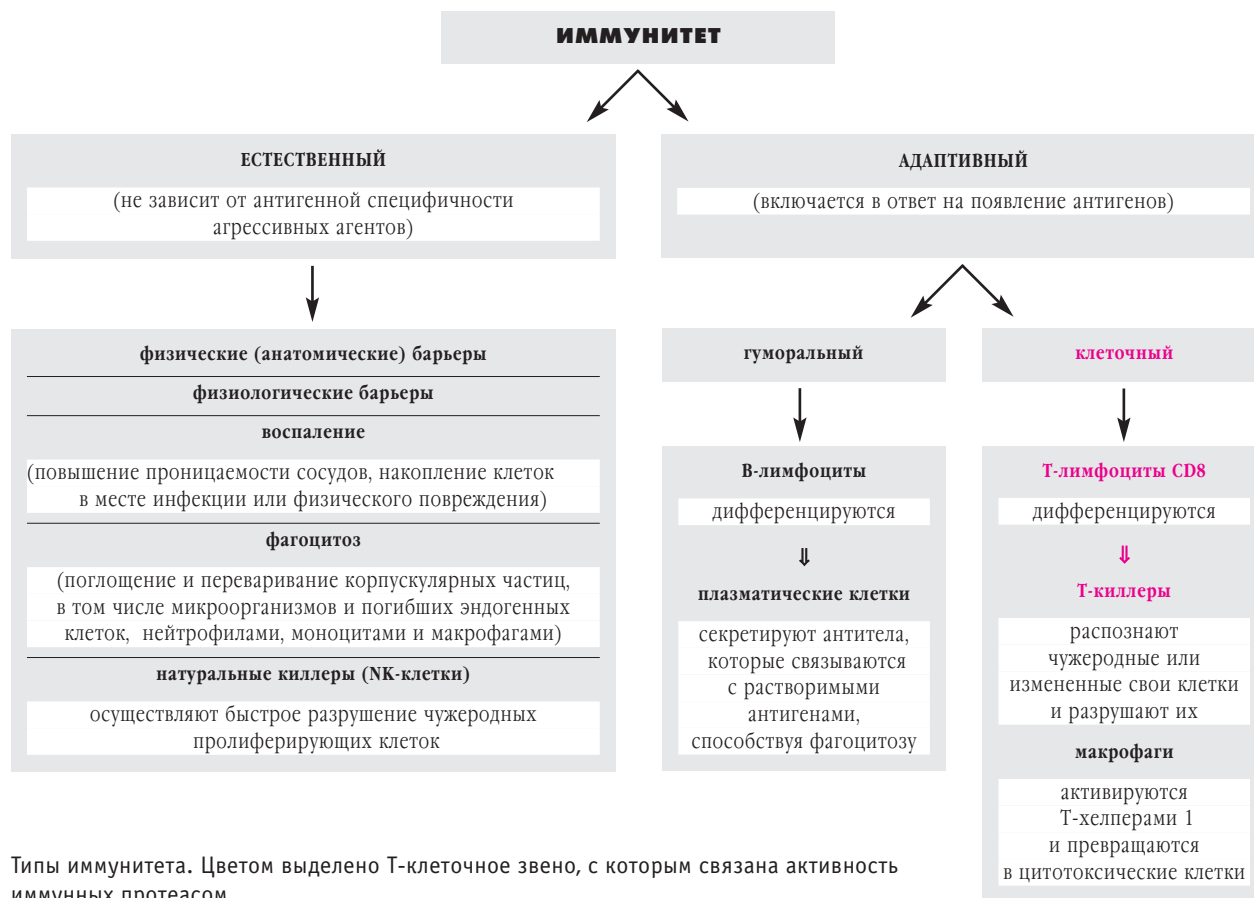 ИММУНИТЕТ
ЕСТЕСТВЕННЫЙ
(не зависит от антигенной специфичности
агрессивных агентов)
физические (анатомические) барьеры
физиологические барьеры
воспаление
(повышение проницаемости сосудов, накопление клеток
в месте инфекции или физического повреждения)
фагоцитоз
(поглощение и переваривание корпускулярных частиц,
в том числе микроорганизмов и погибших эндогенных
клеток, нейтрофилами, моноцитами и макрофагами)
натуральные киллеры (NK-клетки)
осуществляют быстрое разрушение чужеродных
пролиферирующих клеток
АДАПТИВНЫЙ
(включается в ответ на появление антигенов)
гуморальный
В-лимфоциты
дифференцируются
⇓
плазматические клетки
секретируют антитела,
которые связываются
с растворимыми
антигенами,
способствуя фагоцитозу
клеточный
Т-лимфоциты CD8
дифференцируются
⇓
Т-киллеры
распознают
чужеродные или
измененные свои клетки
и разрушают их
макрофаги
активируются
Т-хелперами 1
и превращаются
в цитотоксические клетки
Типы иммунитета. Цветом выделено Т-клеточное звено, с которым связана активность
иммунных протеасом